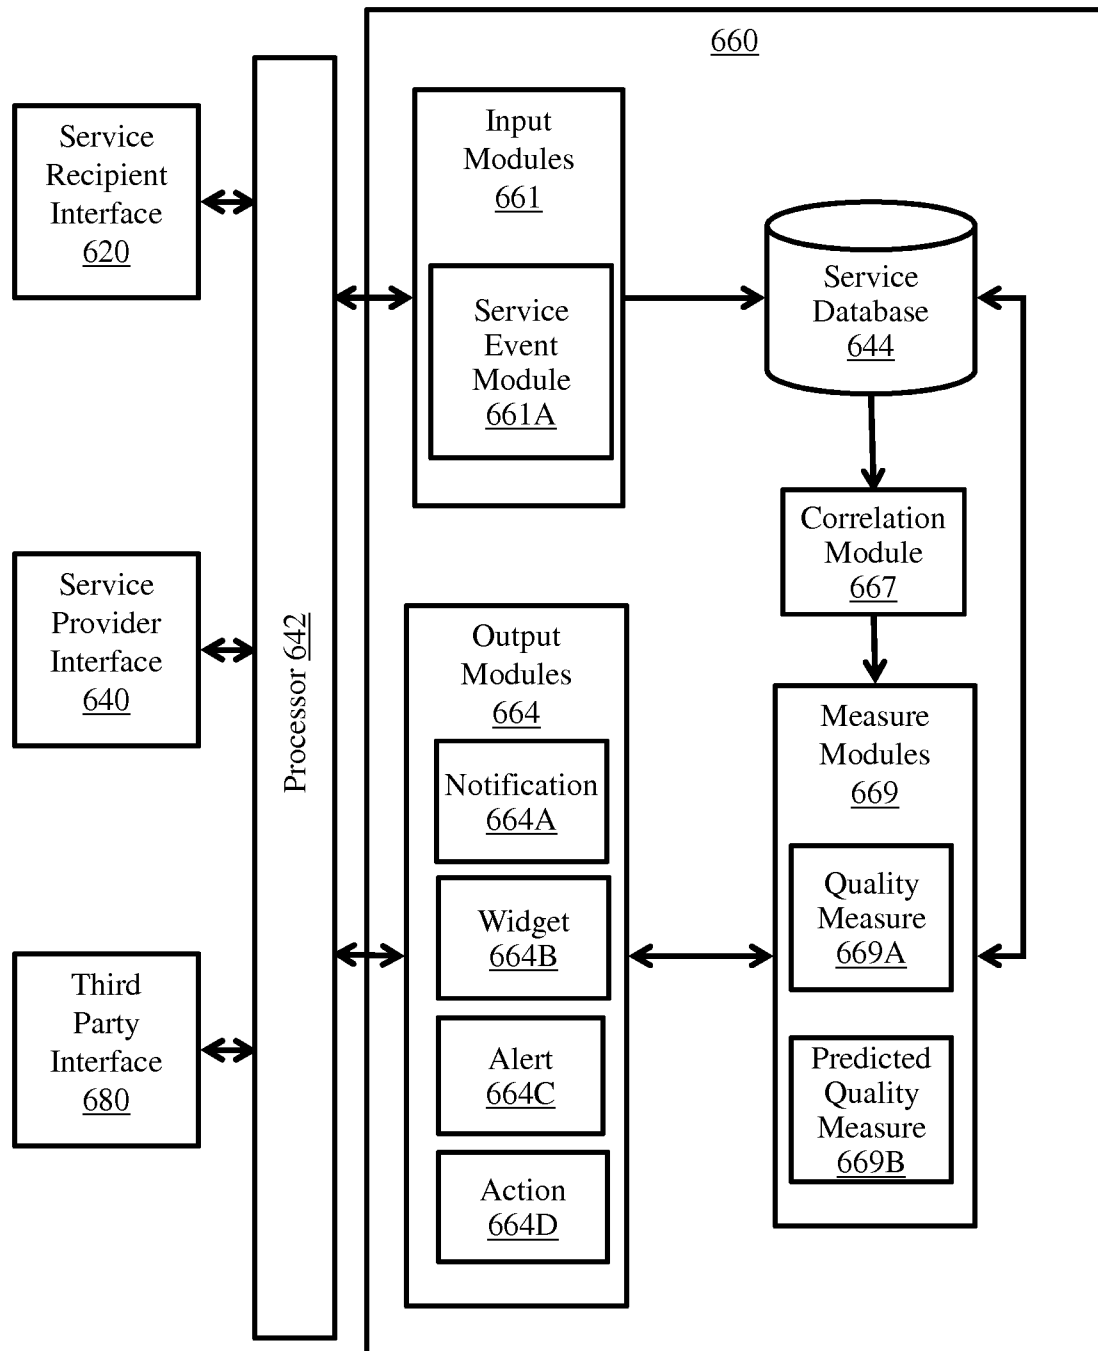 660
Service
Recipient
Interface
620
Service
Provider
Interface
640
Third
Party
Interface
680
Processor 642
Input
Modules
661
Service
Event
Module
661A
Service
Database
644
Correlation
Module
667
Output
Modules
664
Notification
664A
Widget
664B
Alert
664C
Action
664D
Measure
Modules
669
Quality
Measure
669A
Predicted
Quality
Measure
669B